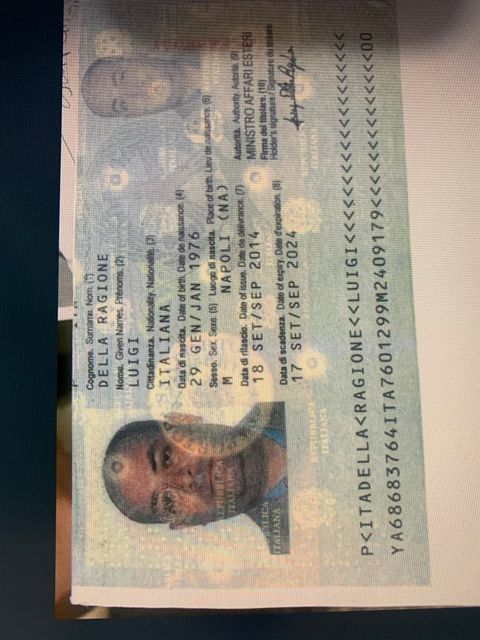 P ITA
Cognome. Surname. Nom. (1)
DELLA RAGIONE
Nome. Given Names. Prénoms. (2)
LUIGI
Cittadinanza. Nationality. Nationalité. (3)
ITALIANA
Data di nascita. Date of birth. Date de naissance. (4)
29 GEN/JAN 1976
Sesso. Sex. Sexe. (5) Luogo di nascita. Place of birth. Lieu de naissance. (6)
M NAPOLI (NA)
Data di rilascio. Date of issue. Date de délivrance. (7)
18 SET/SEP 2014
Autorità. Authority. Autorité. (9)
MINISTRO AFFARI ESTERI
Data di scadenza. Date of expiry. Date d'expiration. (8)
17 SET/SEP 2024
Firma del titolare. (10)
Holder's signature / Signature du titulaire
REPUBBLICA
ITALIANA
REPUBBLICA
ITALIANA
REPUBBLICA
ITALIANA
P<ITADELLA<RAGIONE<<LUIGI<<<<<<<<<<<<<<<<<<<
YA68683764ITA7601299M2409179<<<<<<<<<<<<<<00